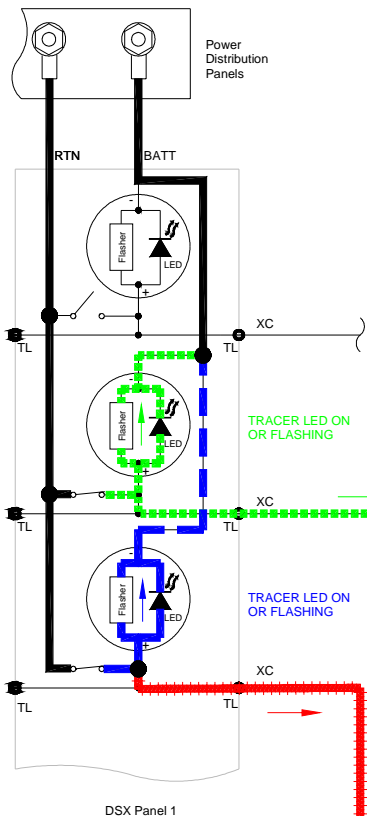 Power
Distribution
Panels
RTN
BATT
-
Flasher
LED
+
XC
TL
TL
-
Flasher
LED
+
TRACER LED ON
OR FLASHING
XC
TL
TL
-
Flasher
LED
+
TRACER LED ON
OR FLASHING
XC
TL
TL
DSX Panel 1